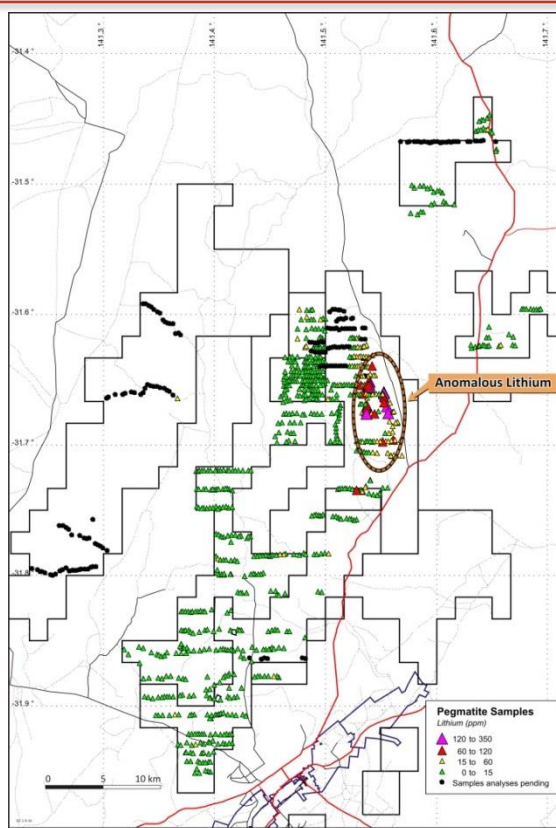 141.3°
141.4°
141.5°
141.6°
141.7°
-31.4°
-31.5°
-31.6°
Anomalous Lithium
-31.7°
-31.8°
-31.9°
Pegmatite Samples
Lithium (ppm)
120 to 350
60 to 120
15 to 60
0 to 15
Samples analyses pending
0 5 10 km